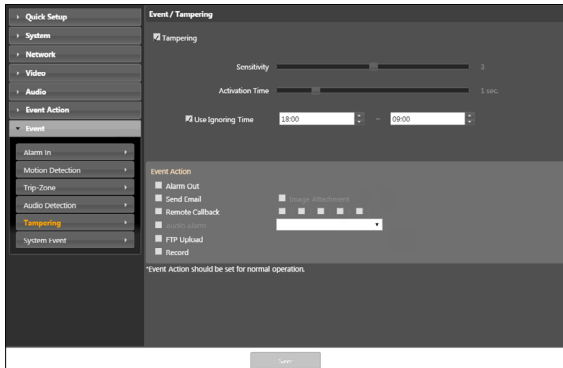 Quick Setup
System
Network
Video
Audio
Event Action
Event
Alarm In
Motion Detection
Trip-Zone
Audio Detection
Tampering
System Event
Event / Tampering
Tampering
Sensitivity 3
Activation Time 1 sec.
Use Ignoring Time 18:00 ~ 09:00
Event Action
Alarm Out
Send Email Image Attachment
Remote Callback
Audio Alarm
FTP Upload
Record
*Event Action should be set for normal operation.
Save